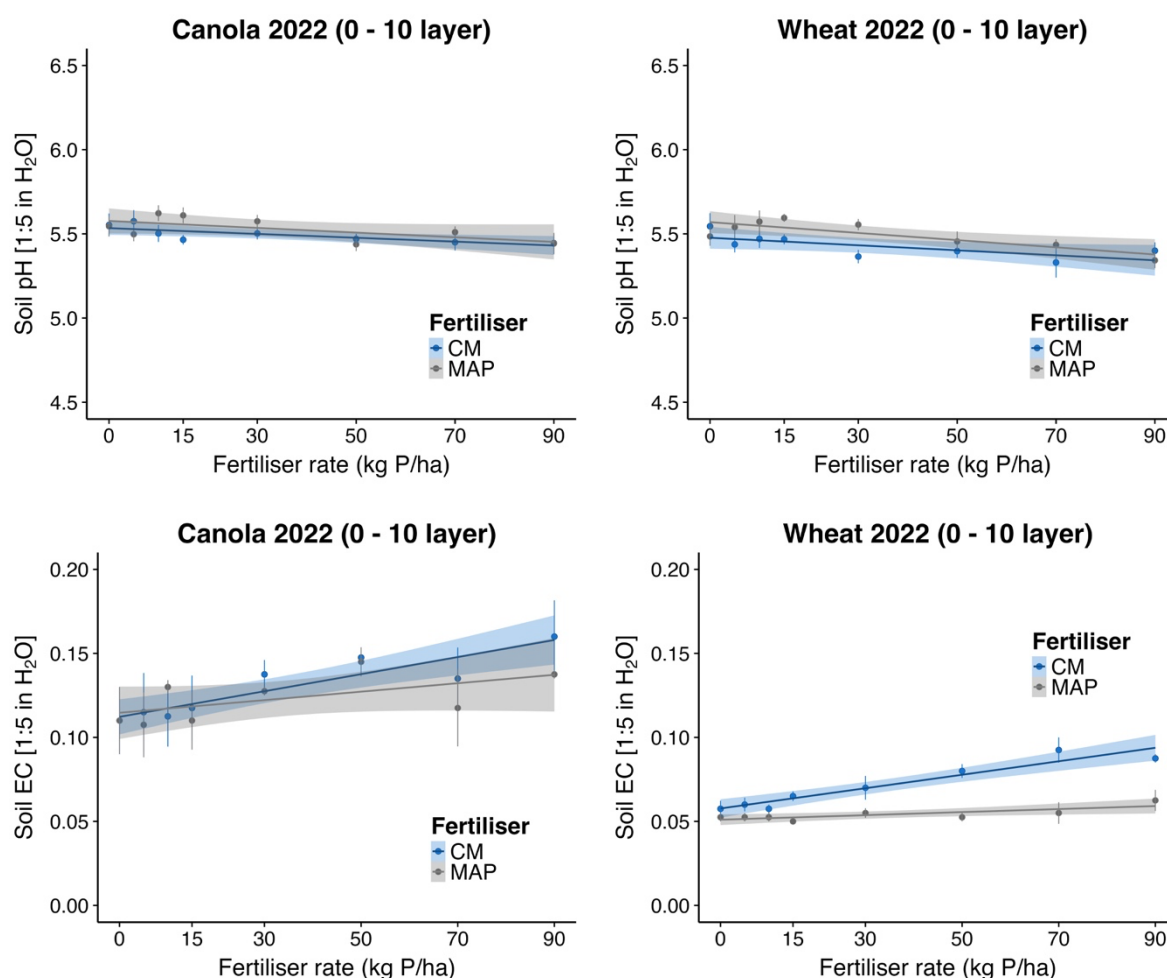 Canola 2022 (0 - 10 layer)
6.5
6.0
5.5
5.0
4.5
Soil pH [1:5 in H₂O]
Fertiliser
CM
MAP
0 15 30 50 70 90
Fertiliser rate (kg P/ha)
Wheat 2022 (0 - 10 layer)
6.5
6.0
5.5
5.0
4.5
Soil pH [1:5 in H₂O]
Fertiliser
CM
MAP
0 15 30 50 70 90
Fertiliser rate (kg P/ha)
Canola 2022 (0 - 10 layer)
0.20
0.15
0.10
0.05
0.00
Soil EC [1:5 in H₂O]
Fertiliser
CM
MAP
0 15 30 50 70 90
Fertiliser rate (kg P/ha)
Wheat 2022 (0 - 10 layer)
0.20
0.15
0.10
0.05
0.00
Soil EC [1:5 in H₂O]
Fertiliser
CM
MAP
0 15 30 50 70 90
Fertiliser rate (kg P/ha)